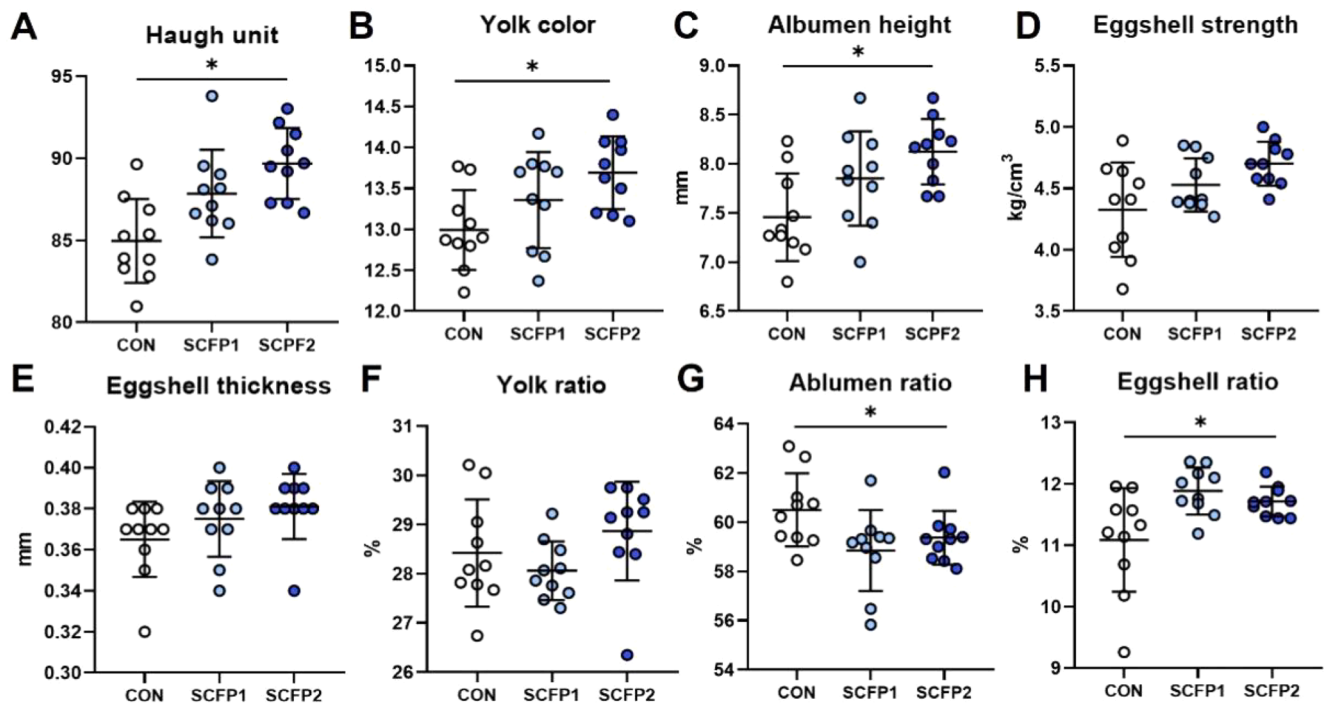 A
Haugh unit
*
95
90
85
80
CON SCFP1 SCPF2
B
Yolk color
*
15.0
14.5
14.0
13.5
13.0
12.5
12.0
CON SCFP1 SCFP2
C
Albumen height
*
mm
9.0
8.5
8.0
7.5
7.0
6.5
CON SCFP1 SCFP2
D
Eggshell strength
kg/cm³
5.5
5.0
4.5
4.0
3.5
CON SCFP1 SCFP2
E
Eggshell thickness
mm
0.42
0.40
0.38
0.36
0.34
0.32
0.30
CON SCFP1 SCFP2
F
Yolk ratio
%
31
30
29
28
27
26
CON SCFP1 SCFP2
G
Ablumen ratio
*
%
64
62
60
58
56
54
CON SCFP1 SCFP2
H
Eggshell ratio
*
%
13
12
11
10
9
CON SCFP1 SCFP2